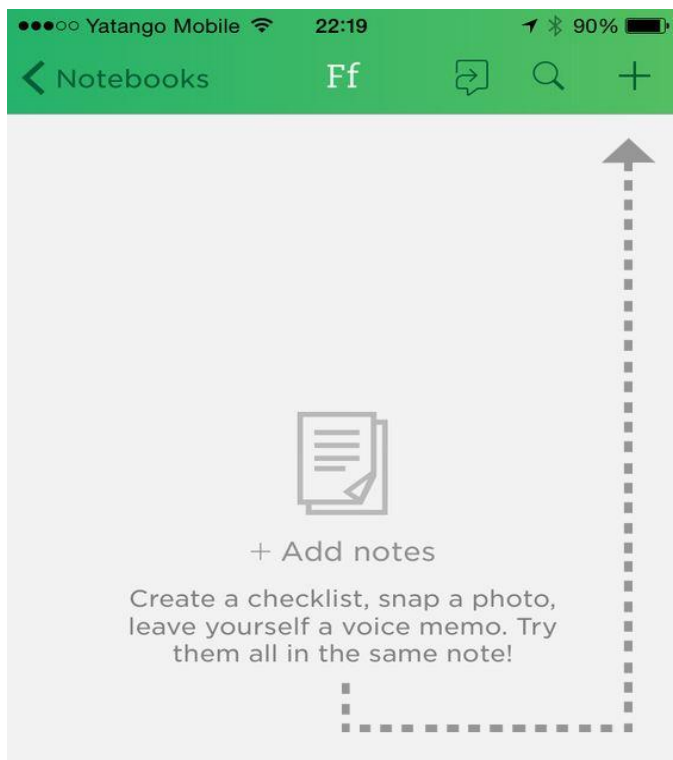 Yatango Mobile 22:19 90%
Notebooks Ff
+ Add notes
Create a checklist, snap a photo,
leave yourself a voice memo. Try
them all in the same note!